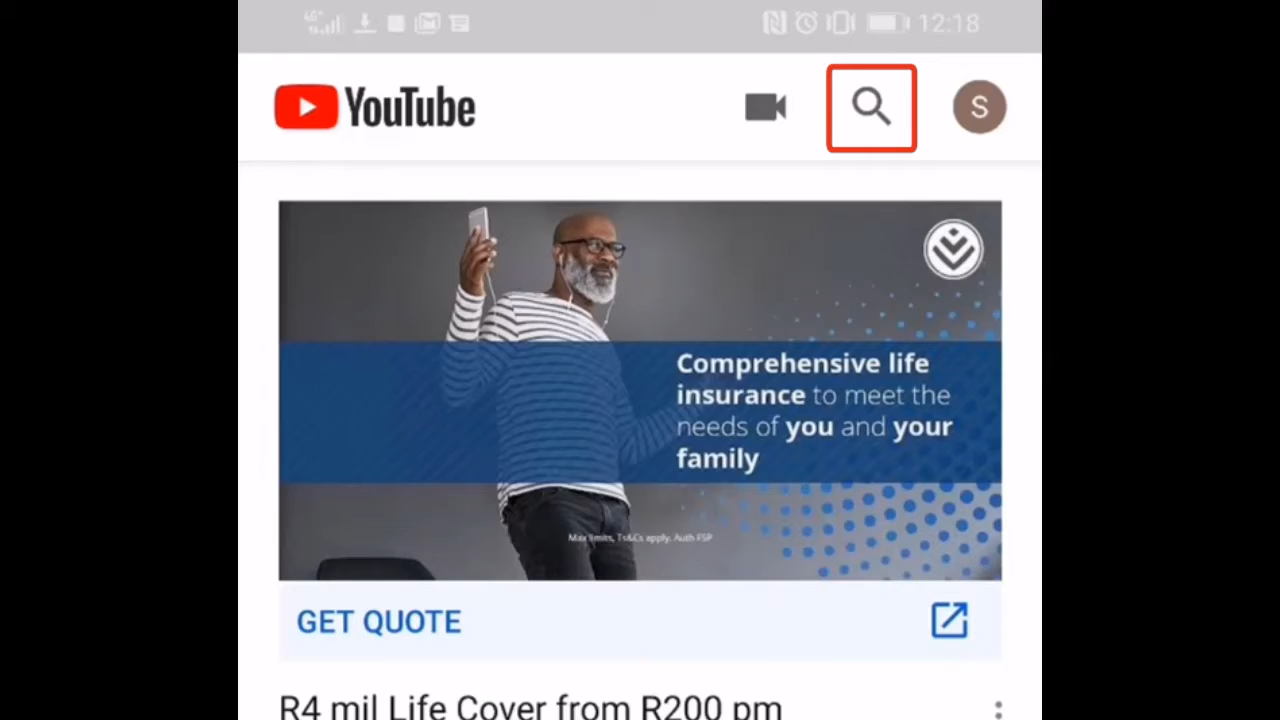 12:18
YouTube
S
Comprehensive life
insurance to meet the
needs of you and your
family
Max limits, Ts&Cs apply. Auth FSP
GET QUOTE
R4 mil Life Cover from R200 pm